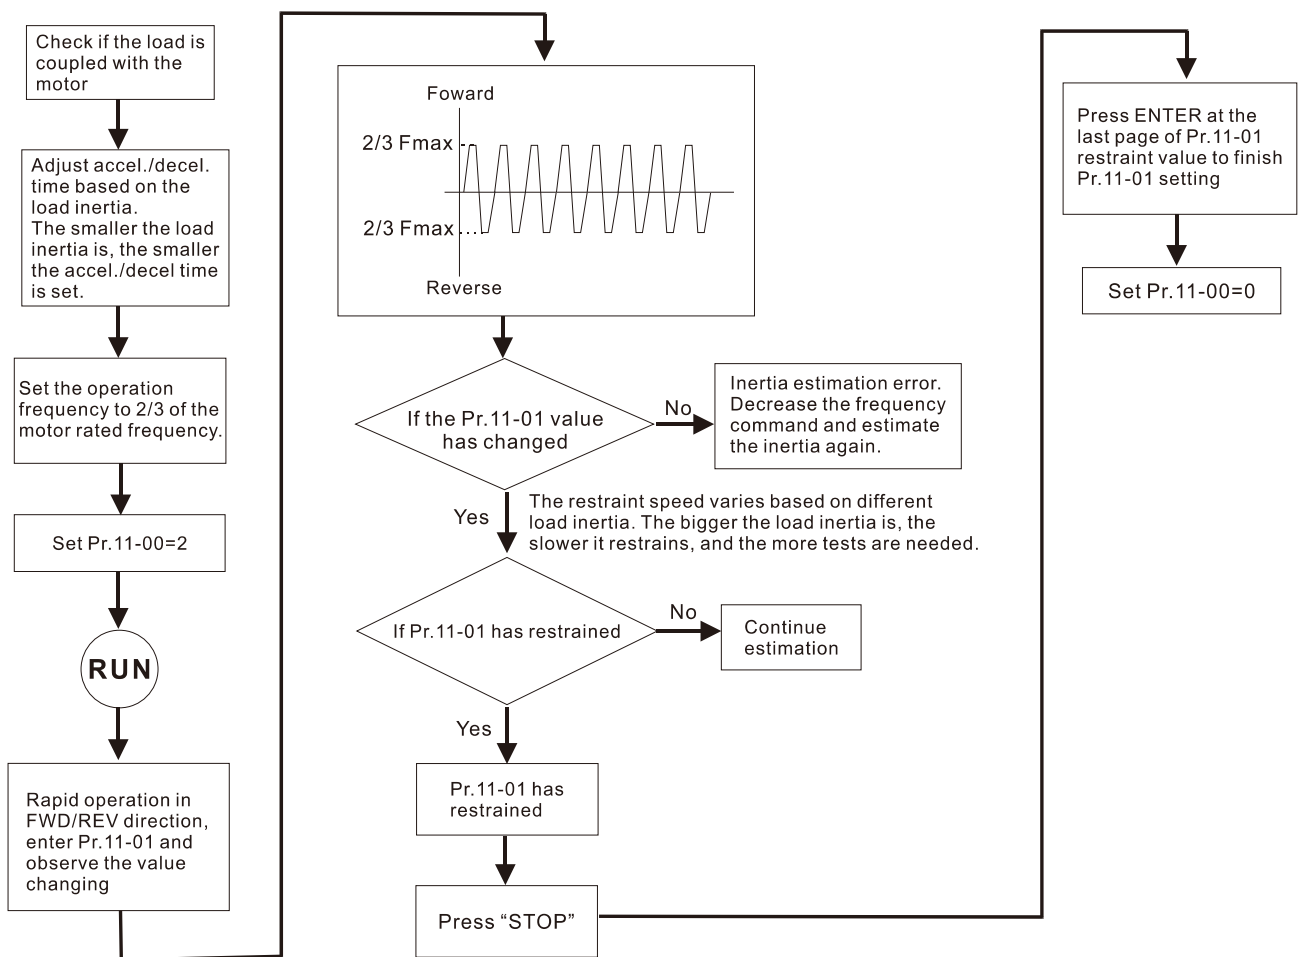 Check if the load is
coupled with the
motor
Adjust accel./decel.
time based on the
load inertia.
The smaller the load
inertia is, the smaller
the accel./decel time
is set.
Set the operation
frequency to 2/3 of the
motor rated frequency.
Set Pr.11-00=2
RUN
Rapid operation in
FWD/REV direction,
enter Pr.11-01 and
observe the value
changing
Foward
2/3 Fmax
2/3 Fmax
Reverse
If the Pr.11-01 value
has changed
No
Inertia estimation error.
Decrease the frequency
command and estimate
the inertia again.
Yes
The restraint speed varies based on different
load inertia. The bigger the load inertia is, the
slower it restrains, and the more tests are needed.
If Pr.11-01 has restrained
No
Continue
estimation
Yes
Pr.11-01 has
restrained
Press “STOP”
Press ENTER at the
last page of Pr.11-01
restraint value to finish
Pr.11-01 setting
Set Pr.11-00=0